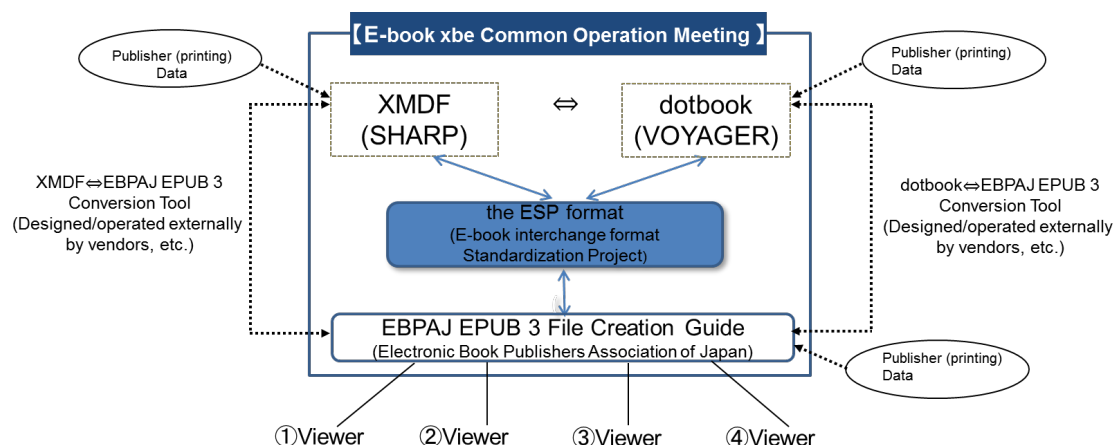 【E-book xbe Common Operation Meeting】
Publisher (printing)
Data
Publisher (printing)
Data
XMDF
(SHARP)
⇔
dotbook
(VOYAGER)
XMDF⇔EBPAJ EPUB 3
Conversion Tool
(Designed/operated externally
by vendors, etc.)
dotbook⇔EBPAJ EPUB 3
Conversion Tool
(Designed/operated externally
by vendors, etc.)
the ESP format
(E-book interchange format
Standardization Project)
EBPAJ EPUB 3 File Creation Guide
(Electronic Book Publishers Association of Japan)
Publisher (printing)
Data
①Viewer
②Viewer
③Viewer
④Viewer